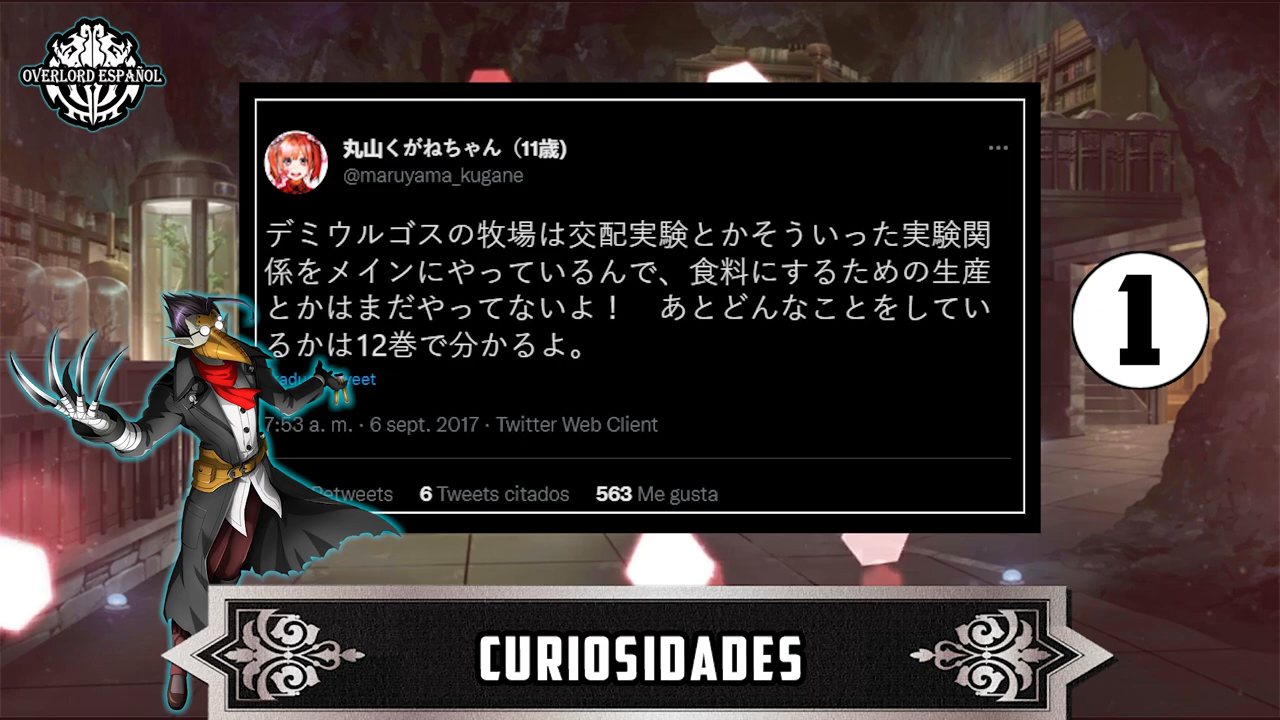 OVERLORD ESPAÑOL
丸山くがねちゃん（11歳）
@maruyama_kugane
デミウルゴスの牧場は交配実験とかそういった実験関
係をメインにやっているんで、食料にするための生産
とかはまだやってないよ！　あとどんなことをしてい
るかは12巻で分かるよ。
7:53 a. m. · 6 sept. 2017 · Twitter Web Client
Retweets 6 Tweets citados 563 Me gusta
1
CURIOSIDADES